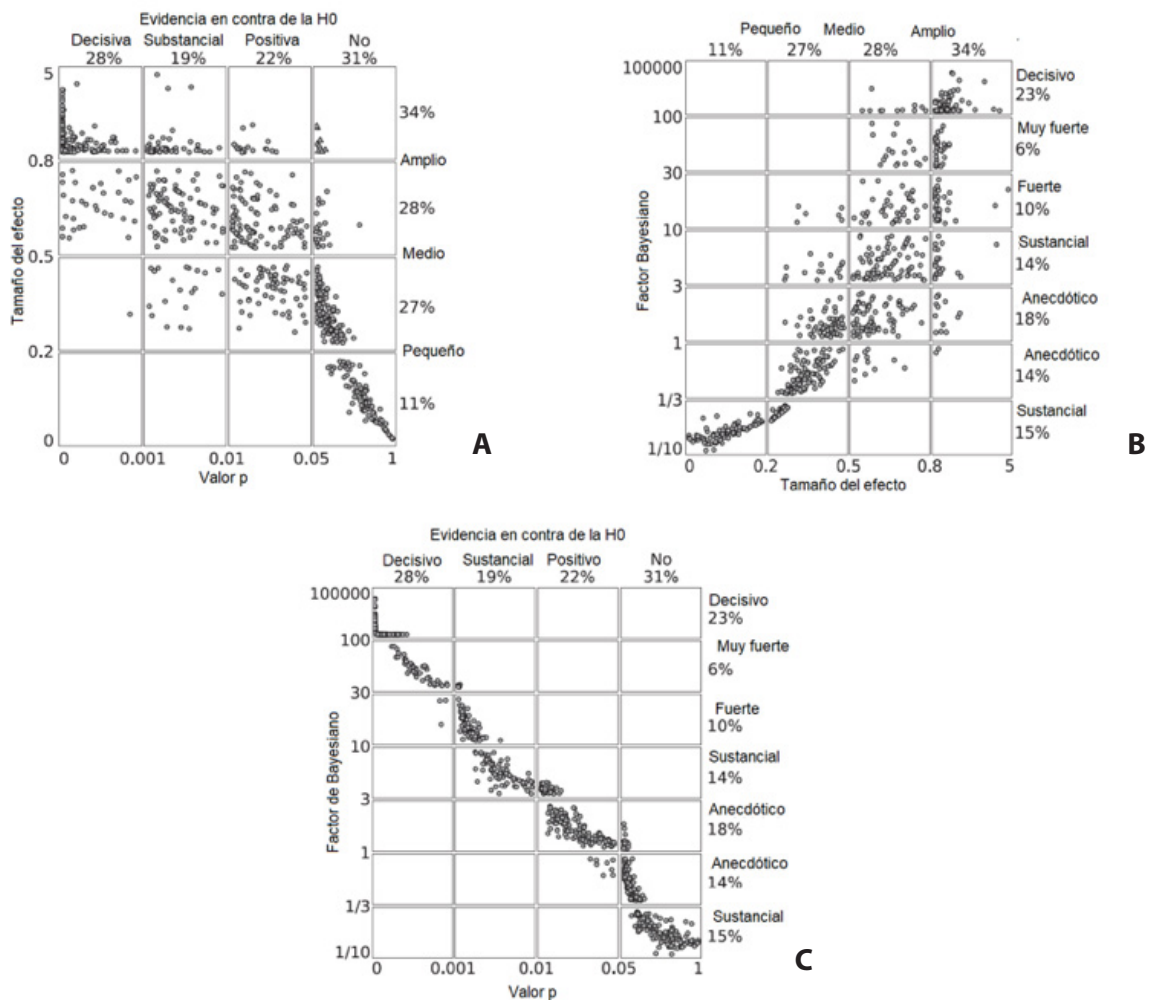 Evidencia en contra de la H0
Decisiva Substancial Positiva No
28% 19% 22% 31%
5
34%
0.8 Amplio
28%
0.5 Medio
27%
0.2 Pequeño
11%
0
0 0.001 0.01 0.05 1
Valor p
Tamaño del efecto
A
Pequeño Medio Amplio
11% 27% 28% 34%
100000 Decisivo
23%
100 Muy fuerte
6%
30 Fuerte
10%
10 Sustancial
14%
3 Anecdótico
18%
1 Anecdótico
14%
1/3 Sustancial
15%
1/10
0 0.2 0.5 0.8 5
Tamaño del efecto
Factor Bayesiano
B
Evidencia en contra de la H0
Decisivo Sustancial Positivo No
28% 19% 22% 31%
100000 Decisivo
23%
100 Muy fuerte
6%
30 Fuerte
10%
10 Sustancial
14%
3 Anecdótico
18%
1 Anecdótico
14%
1/3 Sustancial
15%
1/10
0 0.001 0.01 0.05 1
Valor p
Factor de Bayesiano
C